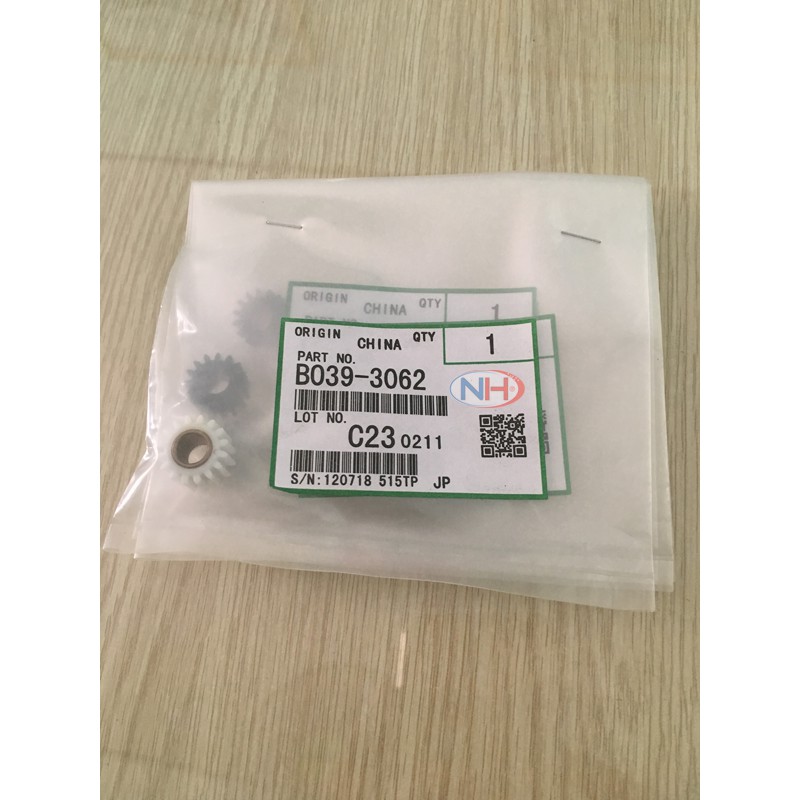 ORIGIN CHINA QTY 1
ORIGIN CHINA QTY 1
PART NO.
B039-3062
NH
LOT NO.
C23 0211
S/N:120718 515TP JP